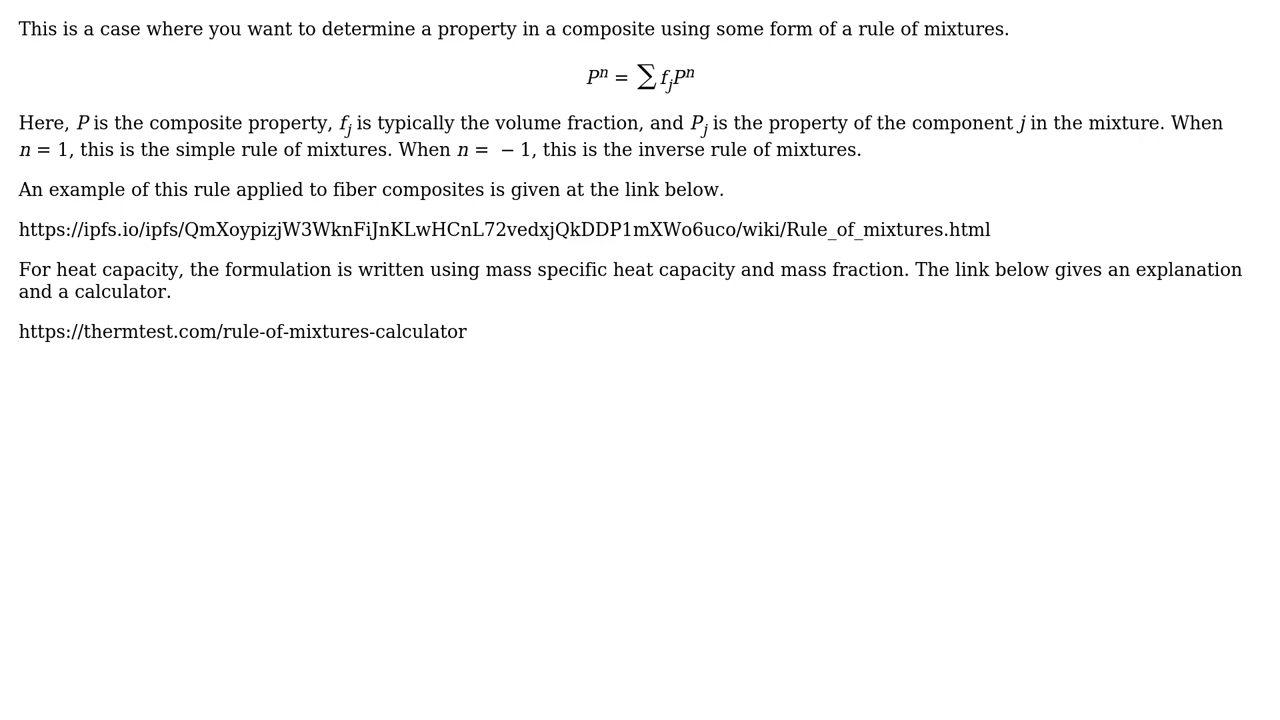 This is a case where you want to determine a property in a composite using some form of a rule of mixtures.
Pⁿ = ∑ fⱼPⁿ
Here, P is the composite property, fⱼ is typically the volume fraction, and Pⱼ is the property of the component j in the mixture. When
n = 1, this is the simple rule of mixtures. When n = − 1, this is the inverse rule of mixtures.
An example of this rule applied to fiber composites is given at the link below.
https://ipfs.io/ipfs/QmXoypizjW3WknFiJnKLwHCnL72vedxjQkDDP1mXWo6uco/wiki/Rule_of_mixtures.html
For heat capacity, the formulation is written using mass specific heat capacity and mass fraction. The link below gives an explanation
and a calculator.
https://thermtest.com/rule-of-mixtures-calculator